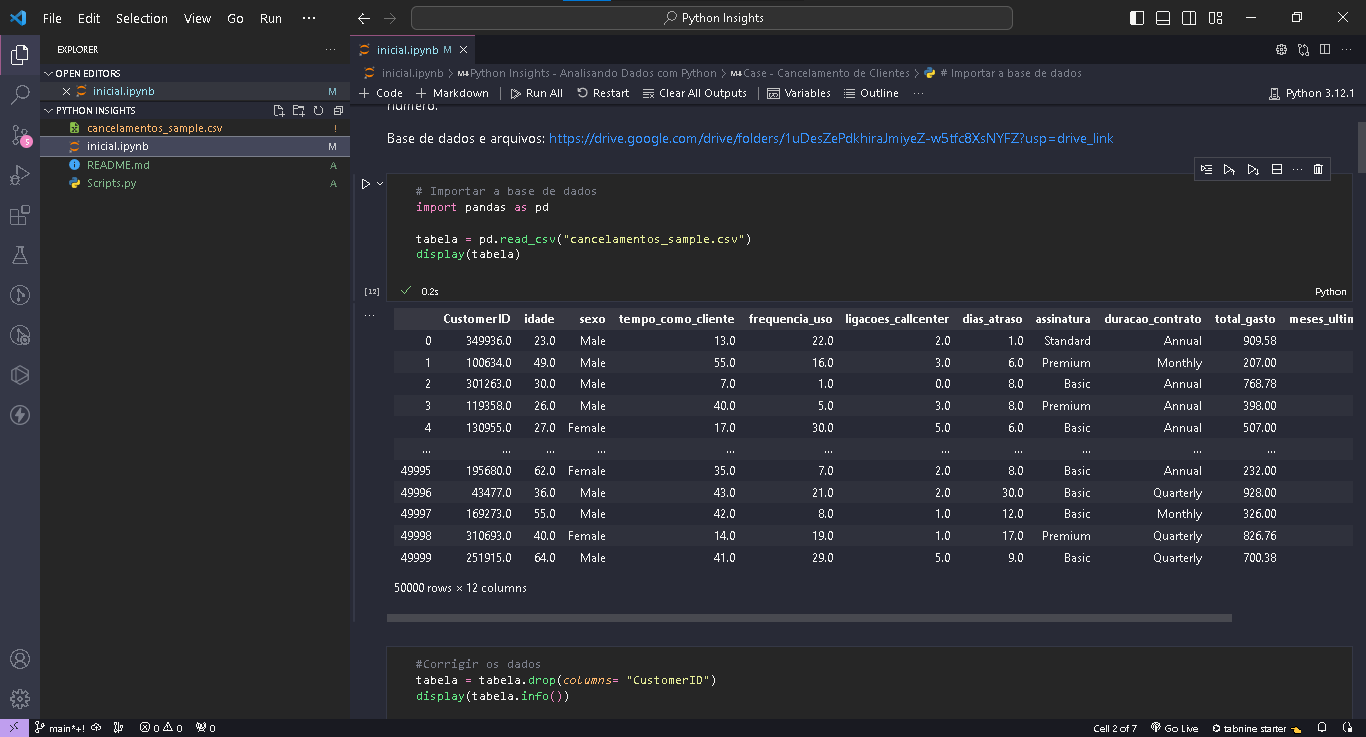 File Edit Selection View Go Run ··· Python Insights
EXPLORER ···
OPEN EDITORS
inicial.ipynb M
PYTHON INSIGHTS
cancelamentos_sample.csv !
inicial.ipynb M
README.md A
Scripts.py A
5
inicial.ipynb M
inicial.ipynb > M↓Python Insights - Analisando Dados com Python > M↓Case - Cancelamento de Clientes > # Importar a base de dados
+ Code + Markdown | Run All Restart Clear All Outputs | Variables Outline ··· Python 3.12.1
número.
Base de dados e arquivos: https://drive.google.com/drive/folders/1uDesZePdkhiraJmiyeZ-w5tfc8XsNYFZ?usp=drive_link
# Importar a base de dados
import pandas as pd
tabela = pd.read_csv("cancelamentos_sample.csv")
display(tabela)
[12] 0.2s Python
CustomerID idade sexo tempo_como_cliente frequencia_uso ligacoes_callcenter dias_atraso assinatura duracao_contrato total_gasto meses_ultin
0 349936.0 23.0 Male 13.0 22.0 2.0 1.0 Standard Annual 909.58
1 100634.0 49.0 Male 55.0 16.0 3.0 6.0 Premium Monthly 207.00
2 301263.0 30.0 Male 7.0 1.0 0.0 8.0 Basic Annual 768.78
3 119358.0 26.0 Male 40.0 5.0 3.0 8.0 Premium Annual 398.00
4 130955.0 27.0 Female 17.0 30.0 5.0 6.0 Basic Annual 507.00
... ... ... ... ... ... ... ... ... ... ...
49995 195680.0 62.0 Female 35.0 7.0 2.0 8.0 Basic Annual 232.00
49996 43477.0 36.0 Male 43.0 21.0 2.0 30.0 Basic Quarterly 928.00
49997 169273.0 55.0 Male 42.0 8.0 1.0 12.0 Basic Monthly 326.00
49998 310693.0 40.0 Female 14.0 19.0 1.0 17.0 Premium Quarterly 826.76
49999 251915.0 64.0 Male 41.0 29.0 5.0 9.0 Basic Quarterly 700.38
50000 rows × 12 columns
#Corrigir os dados
tabela = tabela.drop(columns= "CustomerID")
display(tabela.info())
main*+! 0 0 0 Cell 2 of 7 Go Live tabnine starter